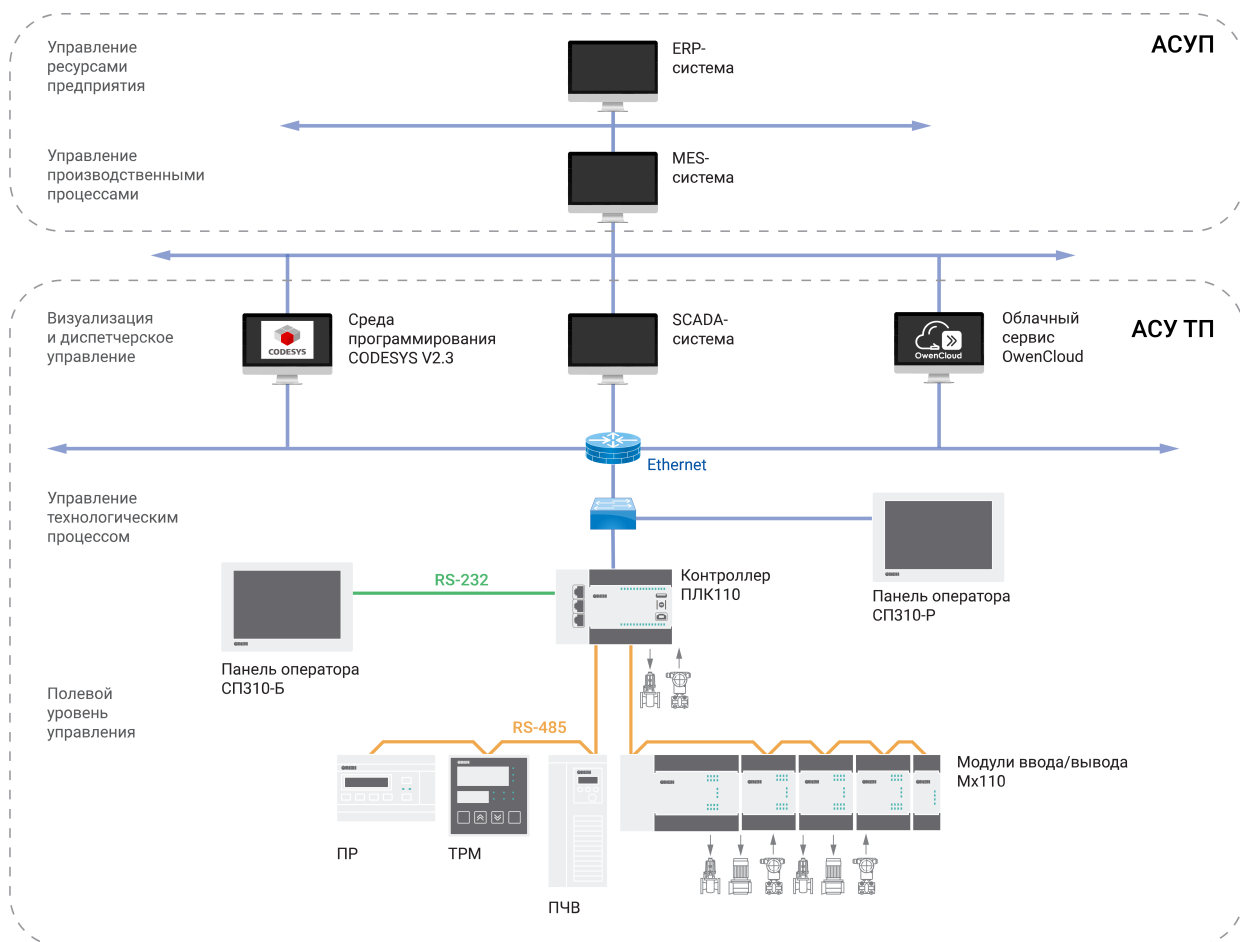 Управление
ресурсами
предприятия
ERP-
система
АСУП
Управление
производственными
процессами
MES-
система
Визуализация
и диспетчерское
управление
CODESYS
Среда
программирования
CODESYS V2.3
SCADA-
система
OwenCloud
Облачный
сервис
OwenCloud
АСУ ТП
Ethernet
Управление
технологическим
процессом
RS-232
Контроллер
ПЛК110
Панель оператора
СП310-Р
Панель оператора
СП310-Б
Полевой
уровень
управления
RS-485
Модули ввода/вывода
Мх110
ПР
ТРМ
ПЧВ